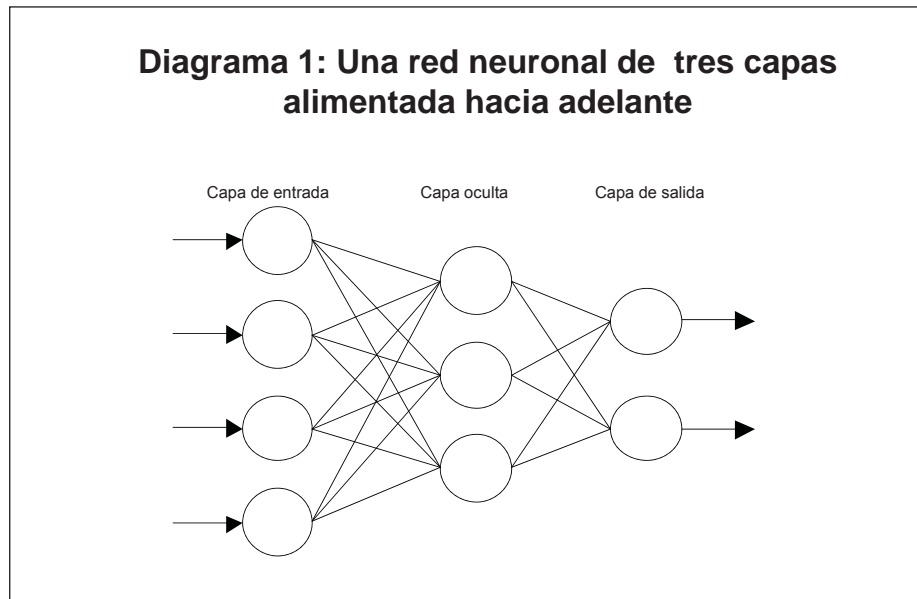 Diagrama 1: Una red neuronal de tres capas
alimentada hacia adelante
Capa de entrada
Capa oculta
Capa de salida